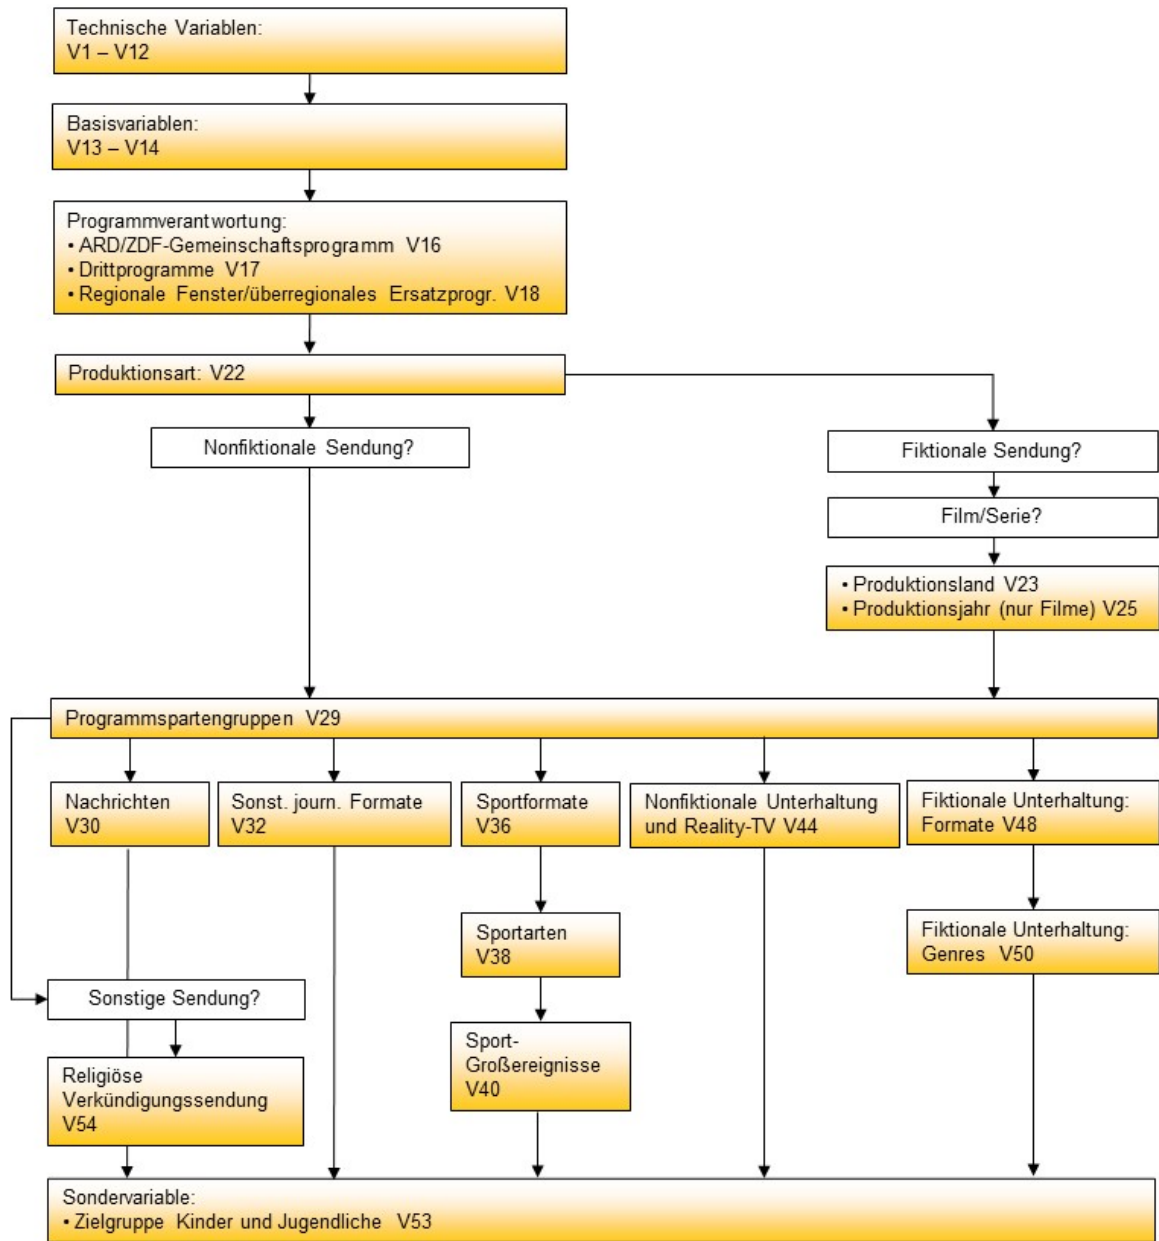 Technische Variablen:
V1 – V12
Basisvariablen:
V13 – V14
Programmverantwortung:
• ARD/ZDF-Gemeinschaftsprogramm V16
• Drittprogramme V17
• Regionale Fenster/überregionales Ersatzprogr. V18
Produktionsart: V22
Nonfiktionale Sendung?
Fiktionale Sendung?
Film/Serie?
• Produktionsland V23
• Produktionsjahr (nur Filme) V25
Programmspartengruppen V29
Nachrichten
V30
Sonst. journ. Formate
V32
Sportformate
V36
Nonfiktionale Unterhaltung
und Reality-TV V44
Fiktionale Unterhaltung:
Formate V48
Sportarten
V38
Fiktionale Unterhaltung:
Genres V50
Sonstige Sendung?
Sport-
Großereignisse
V40
Religiöse
Verkündigungssendung
V54
Sondervariable:
• Zielgruppe Kinder und Jugendliche V53